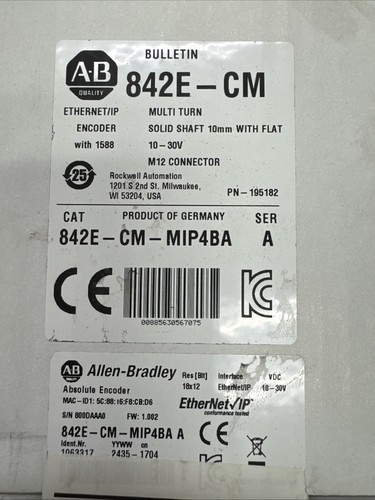 BULLETIN
A-B
QUALITY
842E-CM
ETHERNET/IP MULTI TURN
ENCODER SOLID SHAFT 10mm WITH FLAT
with 1588 10-30V
M12 CONNECTOR
25
Rockwell Automation
1201 S 2nd St. Milwaukee,
WI 53204, USA
PN-195182
CAT PRODUCT OF GERMANY SER
842E-CM-MIP4BA A
CE
00885630567075
AB Allen-Bradley Res [Bit] Interface VDC
18x12 EtherNet/IP 10-30V
Absolute Encoder
MAC-ID1: 5C:88:16:F8:CB:D6
EtherNet/IP
conformance tested
S/N 800DAAA0 FW: 1.002
842E-CM-MIP4BA A
CE
Ident.Nr YYWW
1063317 2435-1704